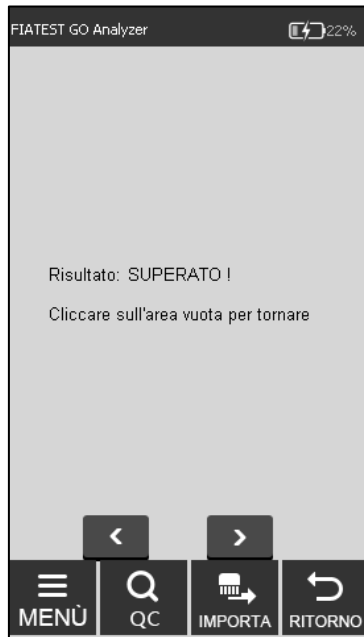 FIATEST GO Analyzer
22%
Risultato: SUPERATO !
Cliccare sull'area vuota per tornare
MENÙ
QC
IMPORTA
RITORNO